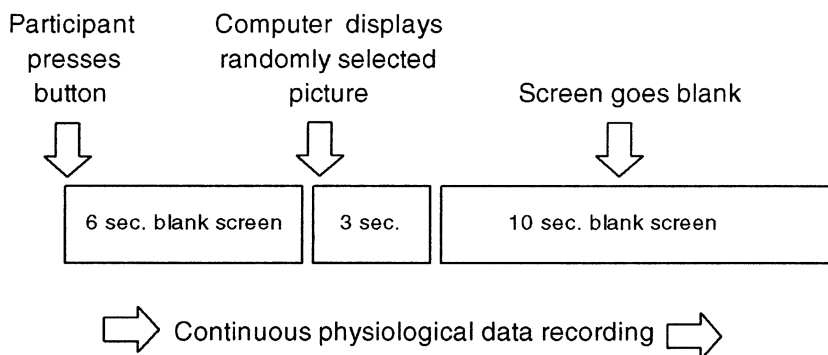 Participant
presses
button
Computer displays
randomly selected
picture
Screen goes blank
6 sec. blank screen
3 sec.
10 sec. blank screen
Continuous physiological data recording